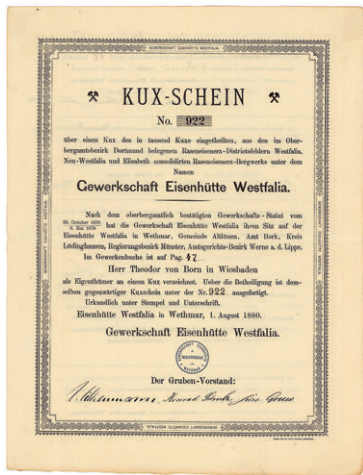 GEWERKSCHAFT EISENHÜTTE WESTFALIA.
KUX-SCHEIN
No. 922
über einen Kux des in tausend Kuxe eingetheilten, aus den im Ober-
bergamtsbezirk Dortmund belegenen Raseneisenerz-Districtsfeldern Westfalia,
Neu-Westfalia und Elisabeth consolidirten Raseneisenerz-Bergwerks unter dem
Namen
Gewerkschaft Eisenhütte Westfalia.
Nach dem oberbergamtlich bestätigten Gewerkschafts-Statut vom
hat die Gewerkschaft Eisenhütte Westfalia ihren Sitz auf der
Eisenhütte Westfalia in Wethmar, Gemeinde Altlünen, Amt Bork, Kreis
Lüdinghausen, Regierungsbezirk Münster, Amtsgerichts-Bezirk Werne a. d. Lippe.
Im Gewerkenbuche ist auf Pag. 47
Herr Theodor von Born in Wiesbaden
als Eigenthümer an einem Kux verzeichnet. Ueber die Betheiligung ist dem-
selben gegenwärtiger Kuxschein unter der Nr. 922 ausgefertigt.
Urkundlich unter Stempel und Unterschrift.
Eisenhütte Westfalia in Wethmar, 1. August 1880.
Gewerkschaft Eisenhütte Westfalia.
WESTFALIA
Der Gruben-Vorstand: